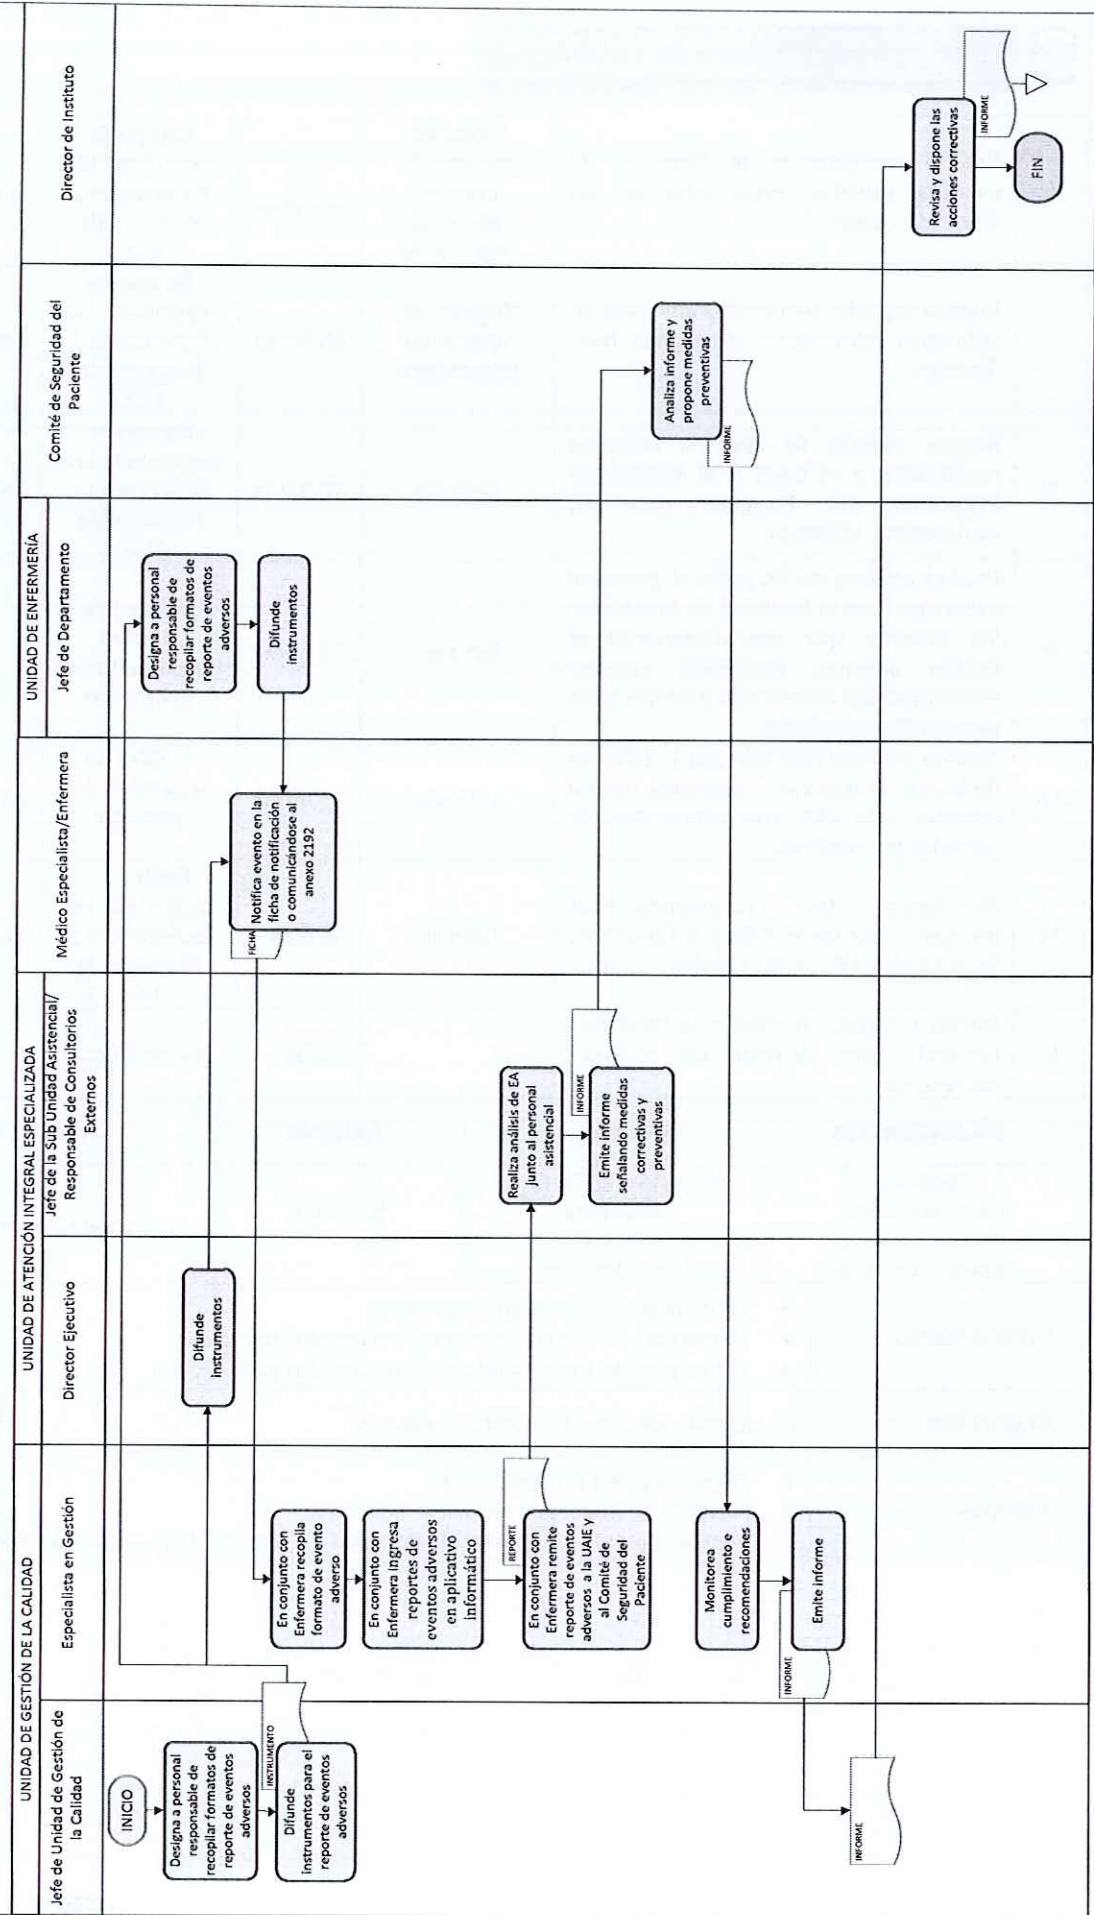 UNIDAD DE GESTIÓN DE LA CALIDAD
UNIDAD DE ATENCIÓN INTEGRAL ESPECIALIZADA
UNIDAD DE ENFERMERÍA
Jefe de Unidad de Gestión de
la Calidad
Especialista en Gestión
Director Ejecutivo
Jefe de la Sub Unidad Asistencial/
Responsable de Consultorios
Externos
Médico Especialista/Enfermera
Jefe de Departamento
Comité de Seguridad del
Paciente
Director de Instituto
INICIO
Designa a personal
responsable de
recopilar formatos de
reporte de eventos
adversos
INSTRUMENTO
Difunde
instrumentos para el
reporte de eventos
adversos
INFORME
En conjunto con
Enfermera recopilla
formato de evento
adverso
En conjunto con
Enfermera ingresa
reportes de
eventos adversos
en aplicativo
informático
REPORTE
En conjunto con
Enfermera remite
reporte de eventos
adversos a la UAIE y
al Comité de
Seguridad del
Paciente
Monitorea
cumplimiento e
recomendaciones
INFORME
Emite informe
Difunde
instrumentos
Realiza análisis de EA
junto al personal
asistencial
INFORME
Emite informe
señalando medidas
correctivas y
preventivas
Notifica evento en la
ficha de notificación
o comunicándose al
anexo 2192
FICHA
Designa a personal
responsable de
recopilar formatos de
reporte de eventos
adversos
Difunde
instrumentos
Analiza informe y
propone medidas
preventivas
INFORME
Revisa y dispone las
acciones correctivas
INFORME
FIN